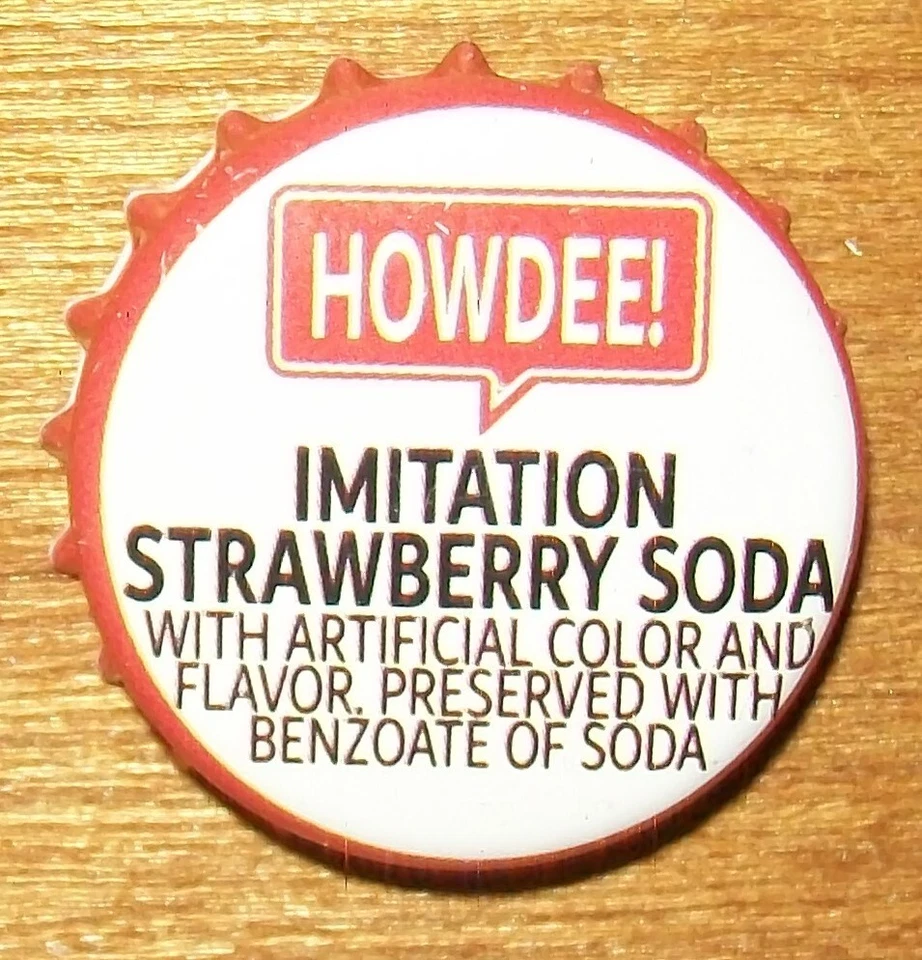 HOWDEE!
IMITATION
STRAWBERRY SODA
WITH ARTIFICIAL COLOR AND
FLAVOR. PRESERVED WITH
BENZOATE OF SODA